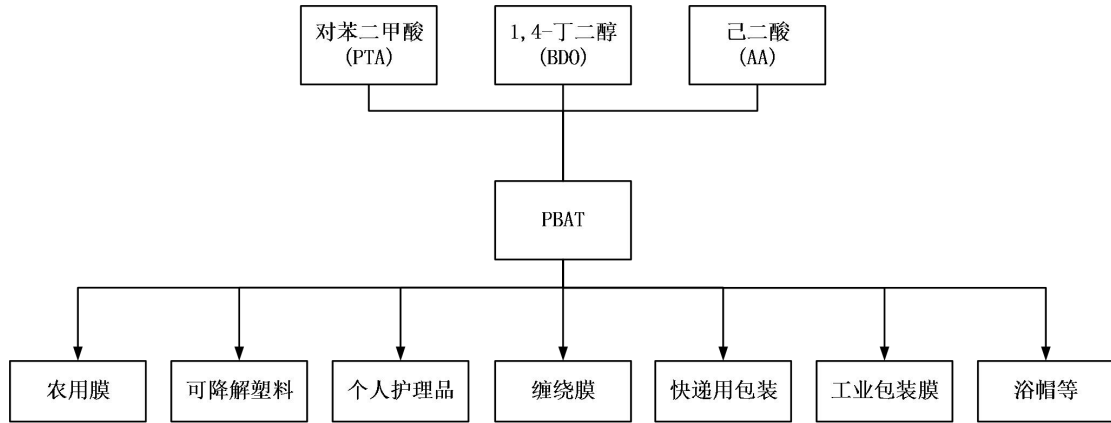 对苯二甲酸
(PTA)
1,4-丁二醇
(BDO)
己二酸
(AA)
PBAT
农用膜
可降解塑料
个人护理品
缠绕膜
快递用包装
工业包装膜
浴帽等